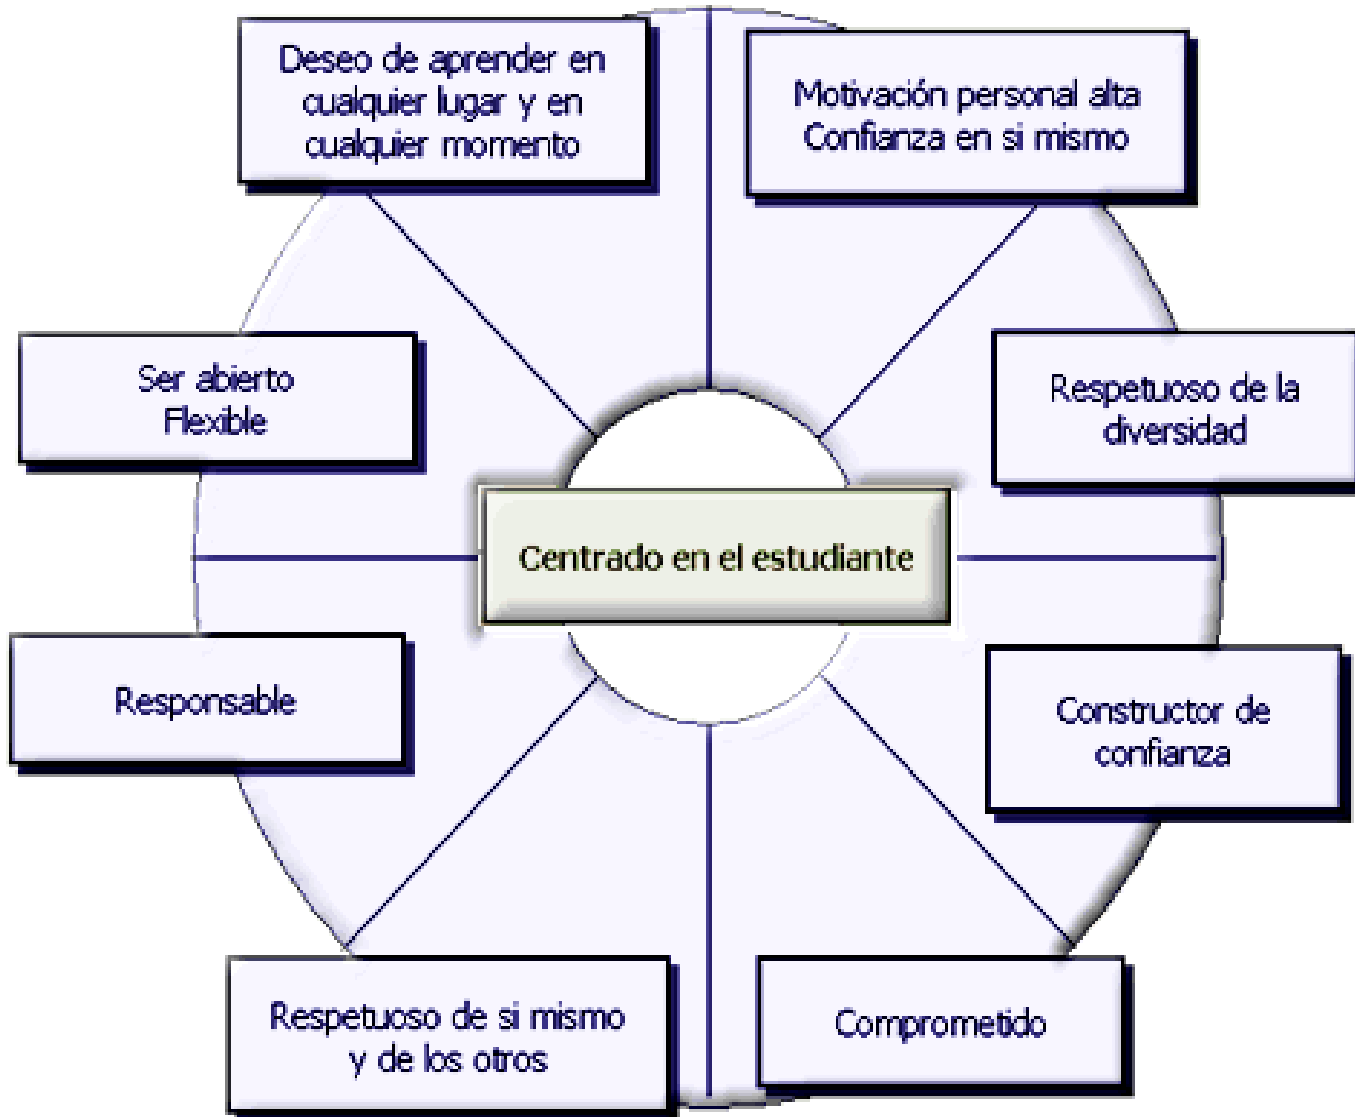 Deseo de aprender en
cualquier lugar y en
cualquier momento
Motivación personal alta
Confianza en si mismo
Ser abierto
Flexible
Respetuoso de la
diversidad
Centrado en el estudiante
Responsable
Constructor de
confianza
Respetuoso de si mismo
y de los otros
Comprometido